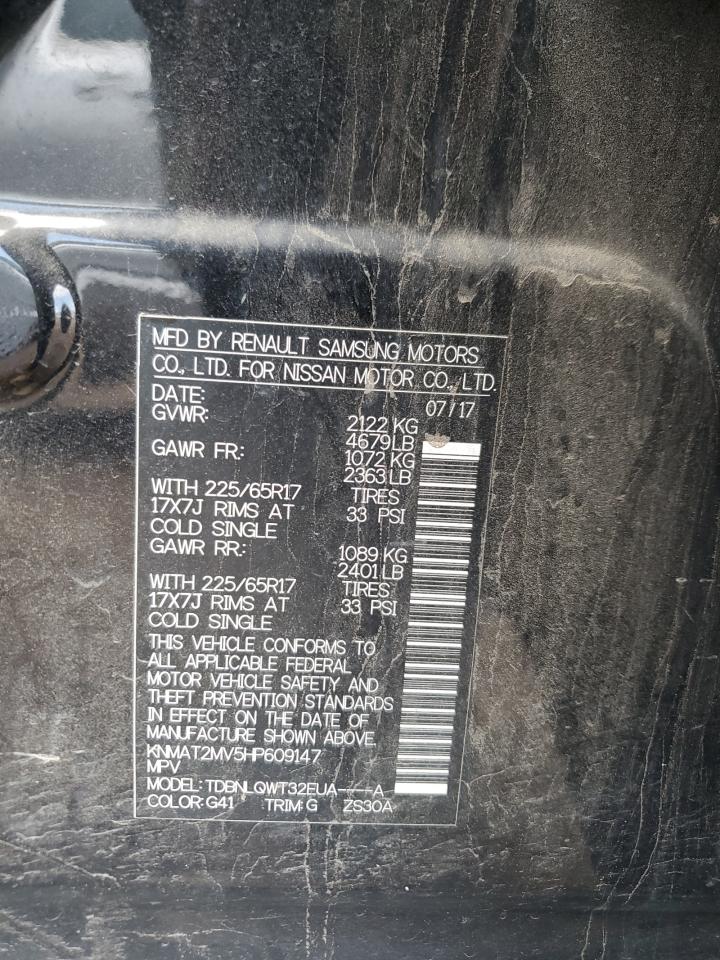 MFD BY RENAULT SAMSUNG MOTORS
CO., LTD. FOR NISSAN MOTOR CO., LTD.
DATE: 07/17
GVWR: 2122 KG
4679 LB
GAWR FR: 1072 KG
2363 LB
WITH 225/65R17 TIRES
17X7J RIMS AT 33 PSI
COLD SINGLE
GAWR RR: 1089 KG
2401 LB
WITH 225/65R17 TIRES
17X7J RIMS AT 33 PSI
COLD SINGLE
THIS VEHICLE CONFORMS TO
ALL APPLICABLE FEDERAL
MOTOR VEHICLE SAFETY AND
THEFT PREVENTION STANDARDS
IN EFFECT ON THE DATE OF
MANUFACTURE SHOWN ABOVE.
KNMAT2MV5HP609147
MPV
MODEL: TDBNLQWT32EUA----A
COLOR: G41 TRIM: G ZS30A